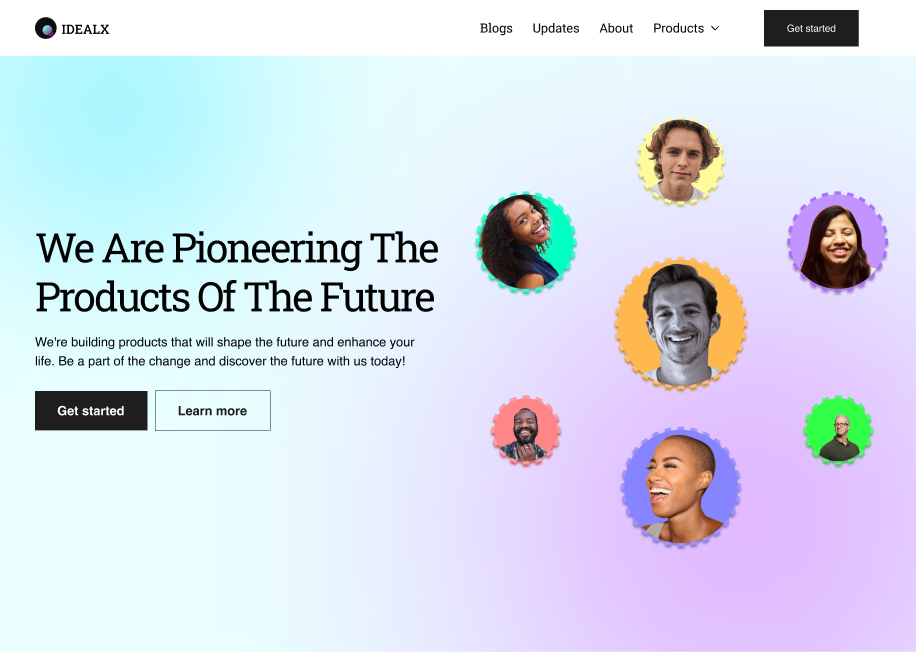 IDEALX
Blogs
Updates
About
Products
Get started
We Are Pioneering The
Products Of The Future
We're building products that will shape the future and enhance your
life. Be a part of the change and discover the future with us today!
Get started
Learn more